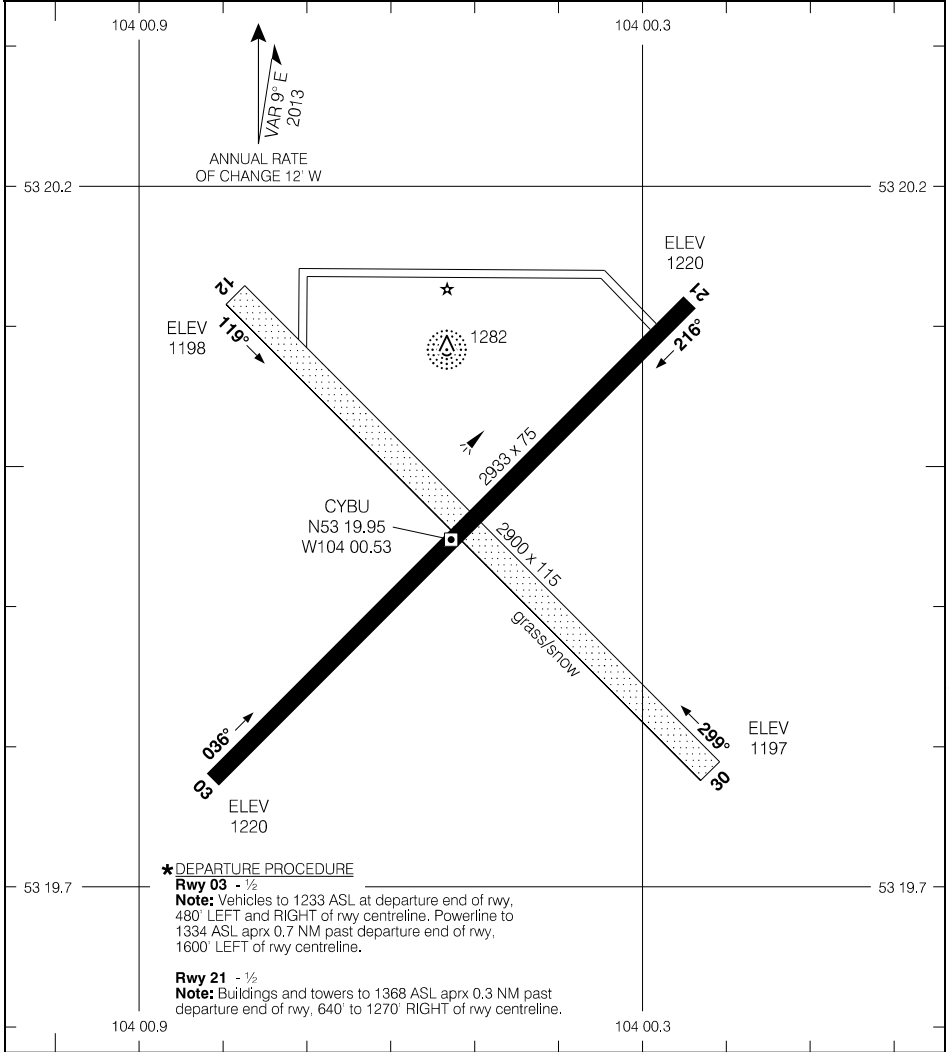 104 00.9
104 00.3
VAR 9° E
2013
ANNUAL RATE
OF CHANGE 12' W
53 20.2
53 20.2
ELEV
1220
12
21
119°
216°
ELEV
1198
1282
2933 x 75
CYBU
N53 19.95
W104 00.53
2900 x 115
grass/snow
036°
299°
ELEV
1197
03
30
ELEV
1220
*DEPARTURE PROCEDURE
53 19.7
53 19.7
Rwy 03 - ½
Note: Vehicles to 1233 ASL at departure end of rwy,
480' LEFT and RIGHT of rwy centreline. Powerline to
1334 ASL aprx 0.7 NM past departure end of rwy,
1600' LEFT of rwy centreline.
Rwy 21 - ½
Note: Buildings and towers to 1368 ASL aprx 0.3 NM past
departure end of rwy, 640' to 1270' RIGHT of rwy centreline.
104 00.9
104 00.3